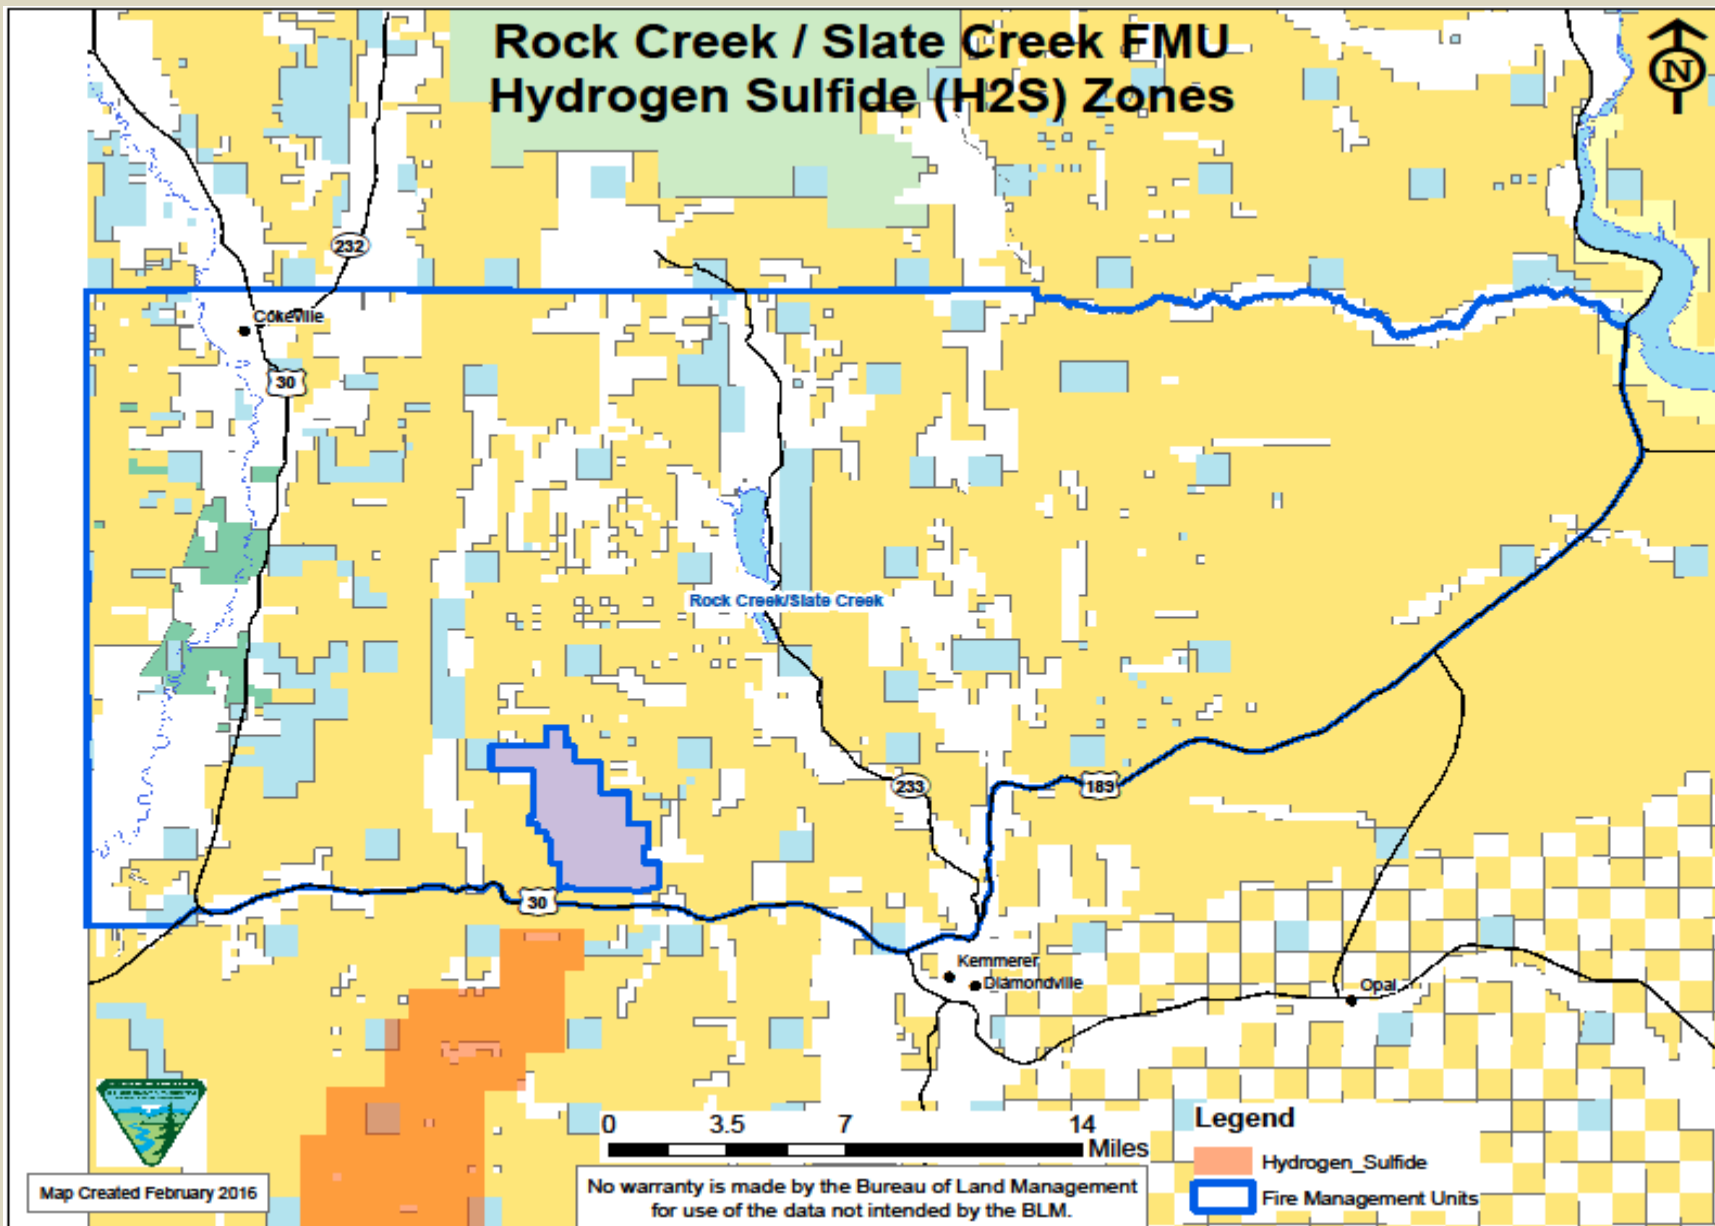 Rock Creek / Slate Creek FMU
Hydrogen Sulfide (H2S) Zones
N
232
Cokeville
30
Rock Creek/Slate Creek
233
189
30
Kemmerer
Diamondville
Opal
0 3.5 7 14
Miles
Legend
Hydrogen_Sulfide
Fire Management Units
Map Created February 2016
No warranty is made by the Bureau of Land Management
for use of the data not intended by the BLM.